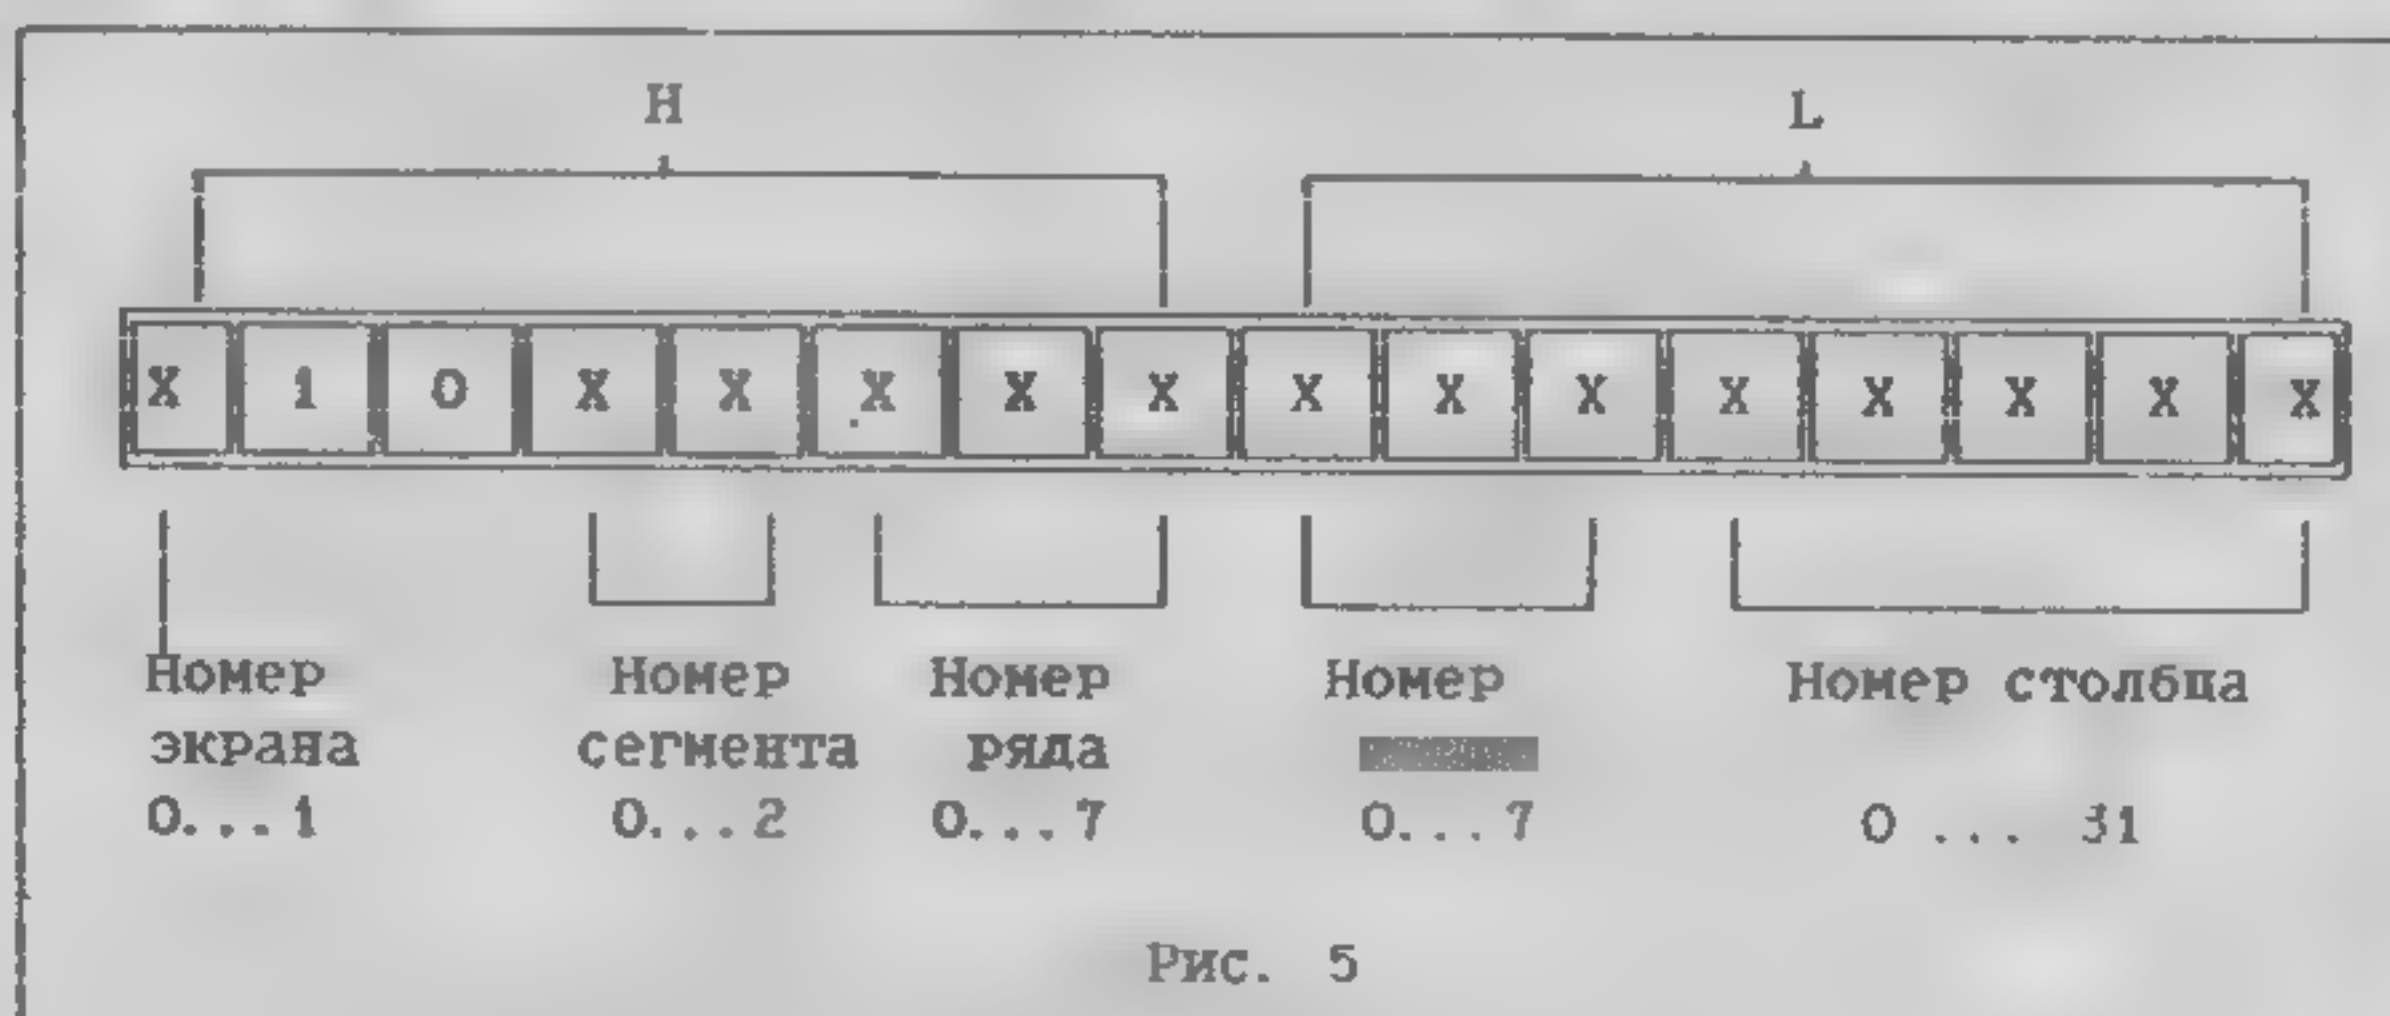 H L
X 1 0 X X X X X X X X X X X X X
Номер Номер Номер Номер Номер столбца
экрана сегмента ряда
0...1 0...2 0...7 0...7 0 ... 31
Рис. 5